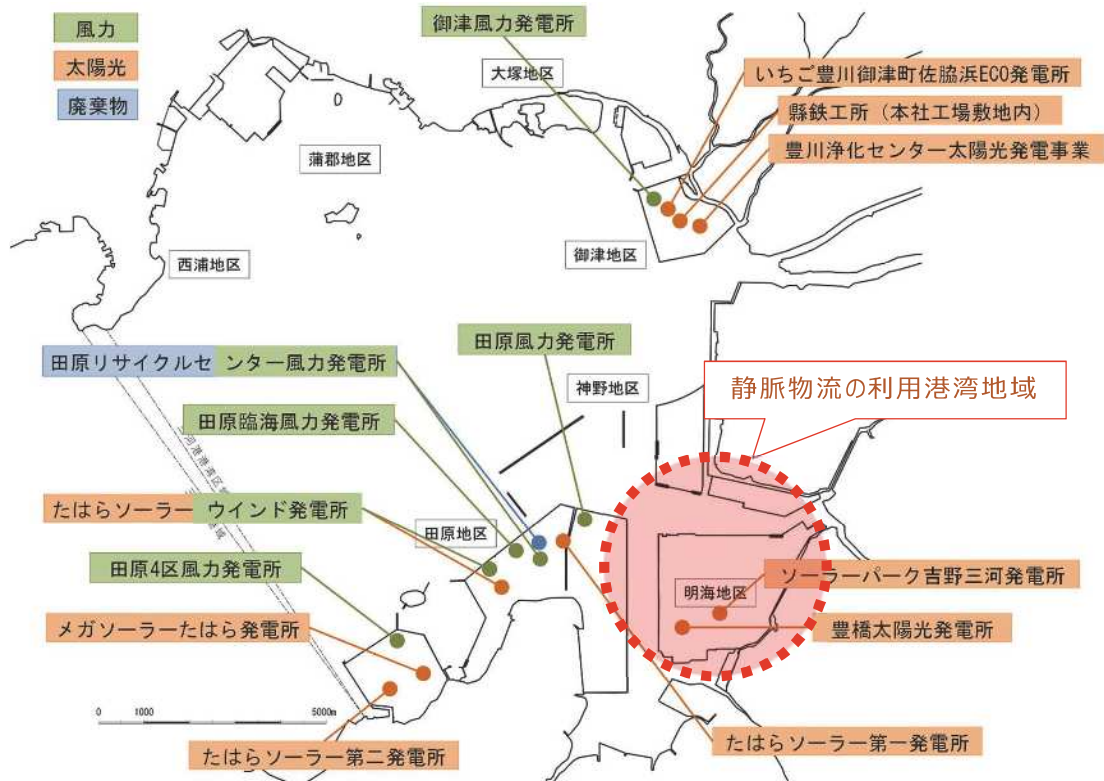 風力
太陽光
廃棄物
御津風力発電所
大塚地区
いちご豊川御津町佐脇浜ECO発電所
縣鉄工所（本社工場敷地内）
豊川浄化センター太陽光発電事業
蒲郡地区
西浦地区
御津地区
田原風力発電所
田原リサイクルセンター風力発電所
神野地区
静脈物流の利用港湾地域
田原臨海風力発電所
たはらソーラーウインド発電所
田原地区
田原4区風力発電所
ソーラーパーク吉野三河発電所
明海地区
メガソーラーたはら発電所
豊橋太陽光発電所
0 1000 5000m
たはらソーラー第二発電所
たはらソーラー第一発電所